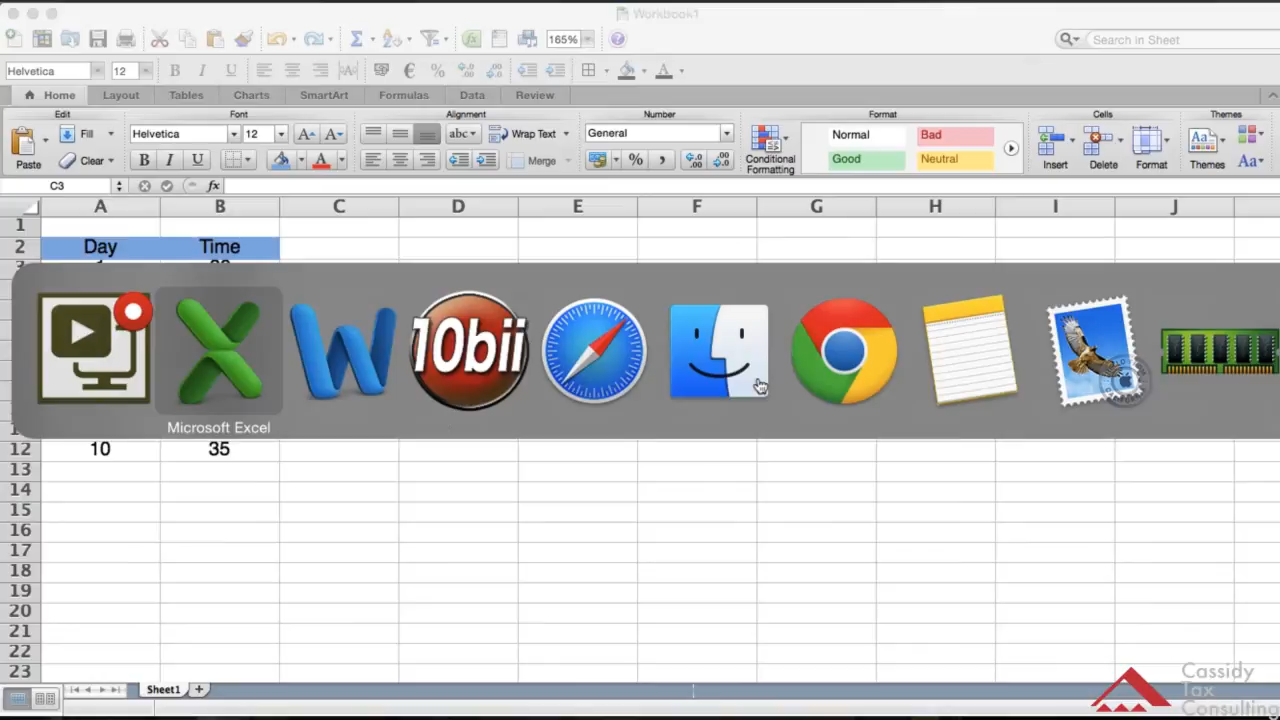 Workbook1
165%
Search in Sheet
Helvetica 12 B I U
Home Layout Tables Charts SmartArt Formulas Data Review
Edit Font Alignment Number Format Cells Themes
Paste Fill Clear
Helvetica 12
B I U
abc Wrap Text
Merge
General
Conditional Formatting
Normal Bad
Good Neutral
Insert Delete Format Themes Aa
C3 fx
A B C D E F G H I J
1
2 Day Time
10bii
Microsoft Excel
12 10 35
13
14
15
16
17
18
19
20
21
22
23
Sheet1
Cassidy
Tax
Consulting